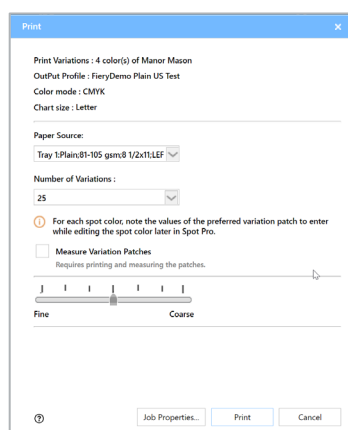 Print
Print Variations : 4 color(s) of Manor Mason
OutPut Profile : FieryDemo Plain US Test
Color mode : CMYK
Chart size : Letter
Paper Source:
Tray 1:Plain;81-105 gsm;8 1/2x11;LEF
Number of Variations :
25
For each spot color, note the values of the preferred variation patch to enter
while editing the spot color later in Spot Pro.
Measure Variation Patches
Requires printing and measuring the patches.
Fine Coarse
Job Properties... Print Cancel